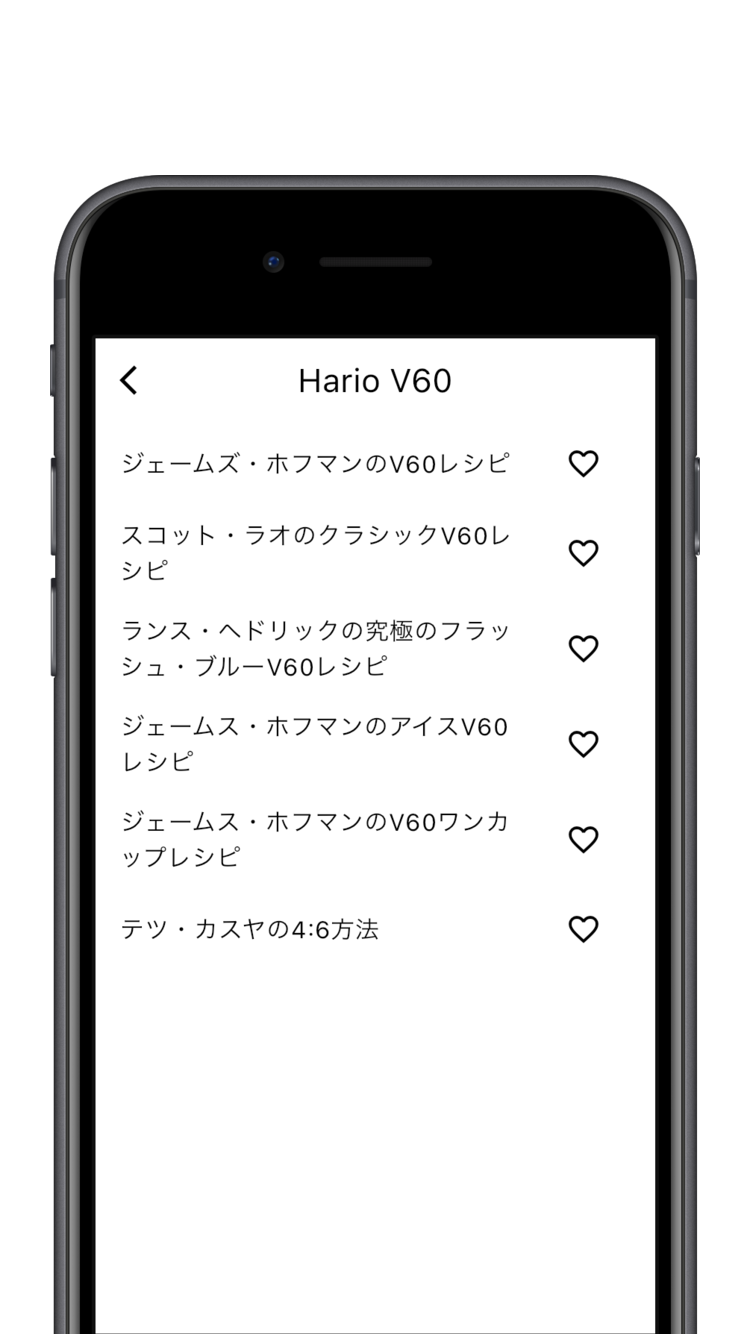 Hario V60
ジェームズ・ホフマンのV60レシピ
スコット・ラオのクラシックV60レ
シピ
ランス・ヘドリックの究極のフラッ
シュ・ブルーV60レシピ
ジェームス・ホフマンのアイスV60
レシピ
ジェームス・ホフマンのV60ワンカ
ップレシピ
テツ・カスヤの4:6方法